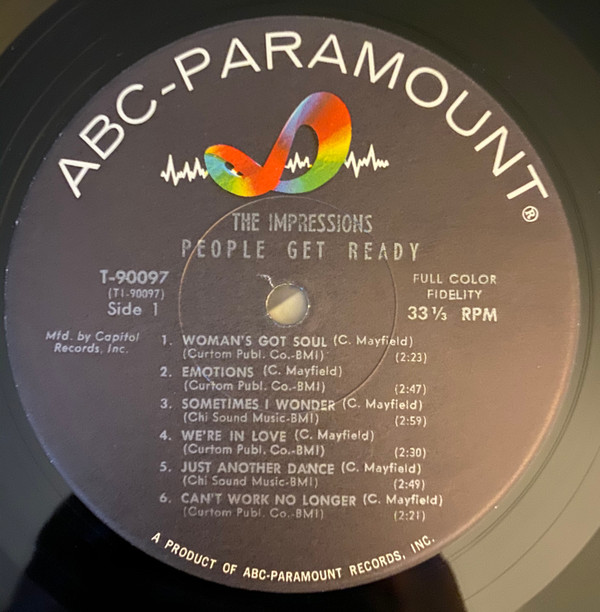 ABC-PARAMOUNT®
THE IMPRESSIONS
PEOPLE GET READY
T-90097
(T1-90097)
Side 1
FULL COLOR
FIDELITY
33 1/3 RPM
Mfd. by Capitol
Records, Inc.
1. WOMAN'S GOT SOUL (C. Mayfield)
(Curtom Publ. Co.-BMI) (2:23)
2. EMOTIONS (C. Mayfield)
(Curtom Publ. Co.-BMI) (2:47)
3. SOMETIMES I WONDER (C. Mayfield)
(Chi Sound Music-BMI) (2:59)
4. WE'RE IN LOVE (C. Mayfield)
(Curtom Publ. Co.-BMI) (2:30)
5. JUST ANOTHER DANCE (C. Mayfield)
(Chi Sound Music-BMI) (2:49)
6. CAN'T WORK NO LONGER (C. Mayfield)
(Curtom Publ. Co.-BMI) (2:21)
A PRODUCT OF ABC-PARAMOUNT RECORDS, INC.